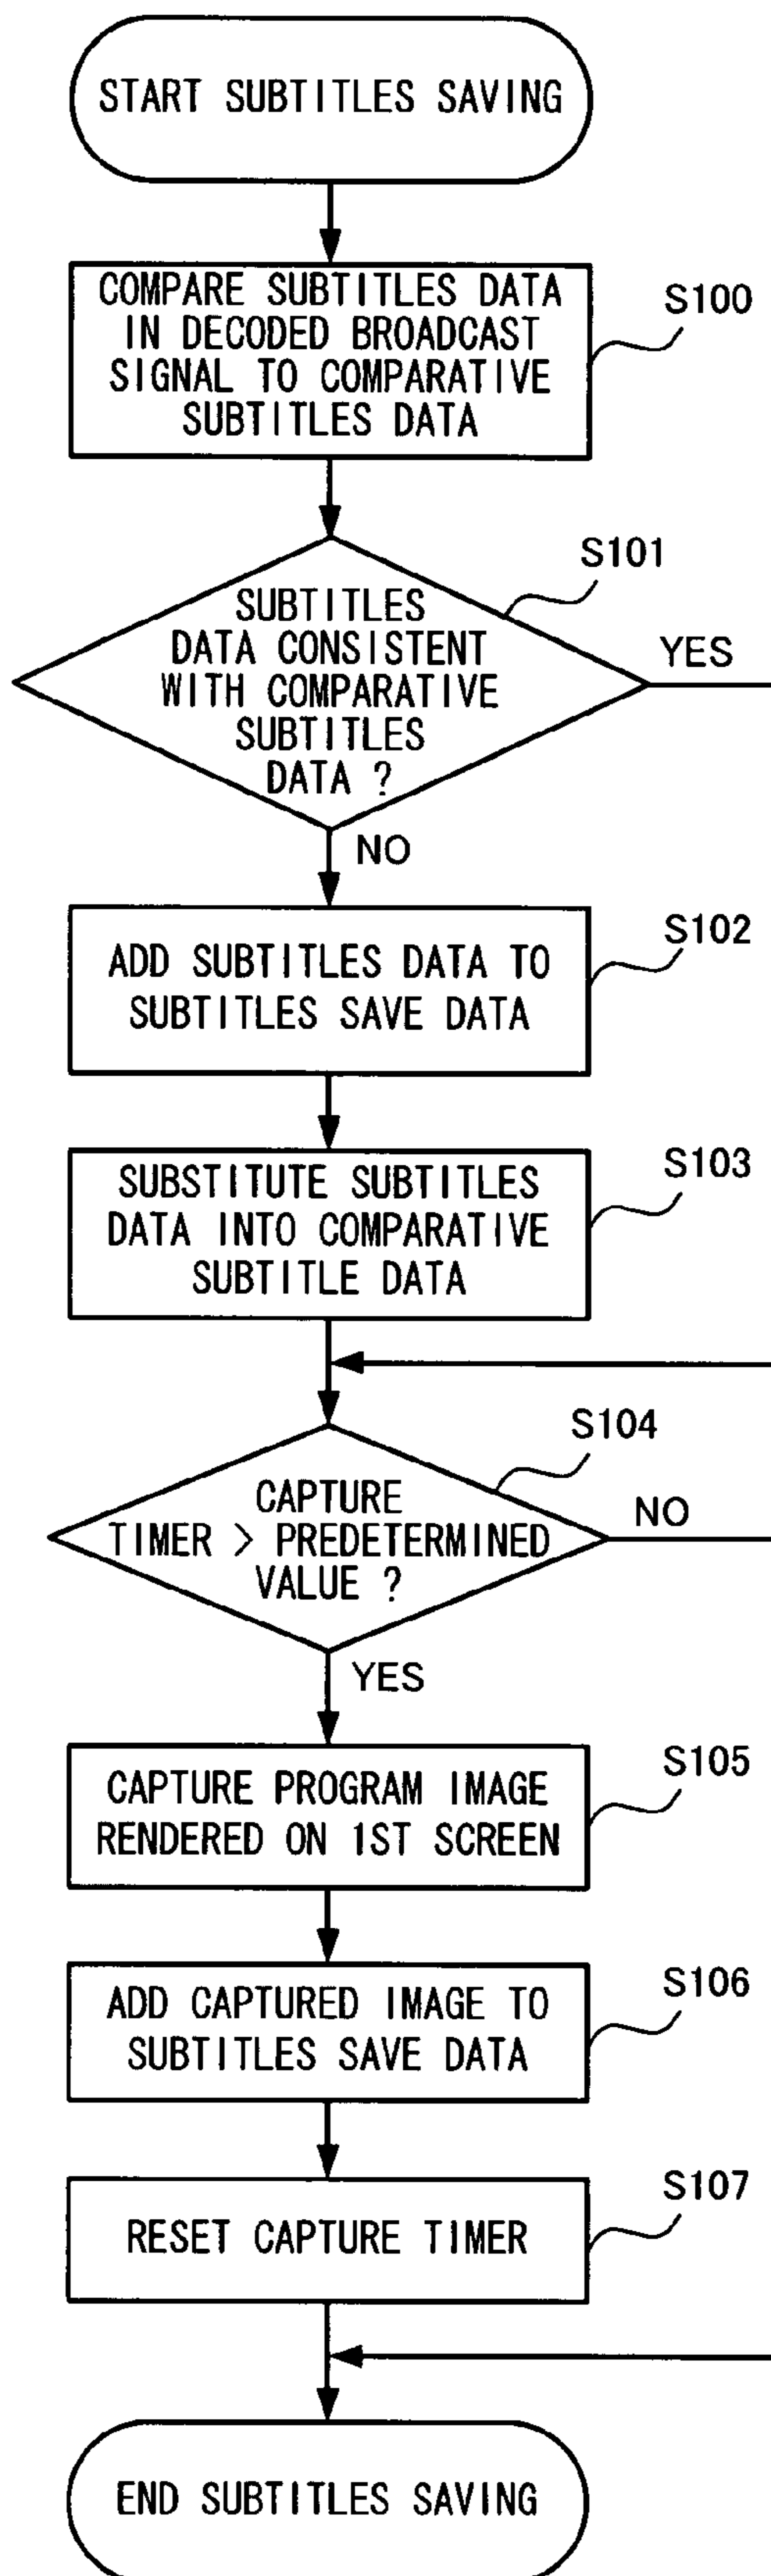 START SUBTITLES SAVING
COMPARE SUBTITLES DATA
IN DECODED BROADCAST
SIGNAL TO COMPARATIVE
SUBTITLES DATA
S100
S101
SUBTITLES
DATA CONSISTENT
WITH COMPARATIVE
SUBTITLES
DATA ?
YES
NO
ADD SUBTITLES DATA TO
SUBTITLES SAVE DATA
S102
SUBSTITUTE SUBTITLES
DATA INTO COMPARATIVE
SUBTITLE DATA
S103
S104
CAPTURE
TIMER > PREDETERMINED
VALUE ?
NO
YES
CAPTURE PROGRAM IMAGE
RENDERED ON 1ST SCREEN
S105
ADD CAPTURED IMAGE TO
SUBTITLES SAVE DATA
S106
RESET CAPTURE TIMER
S107
END SUBTITLES SAVING